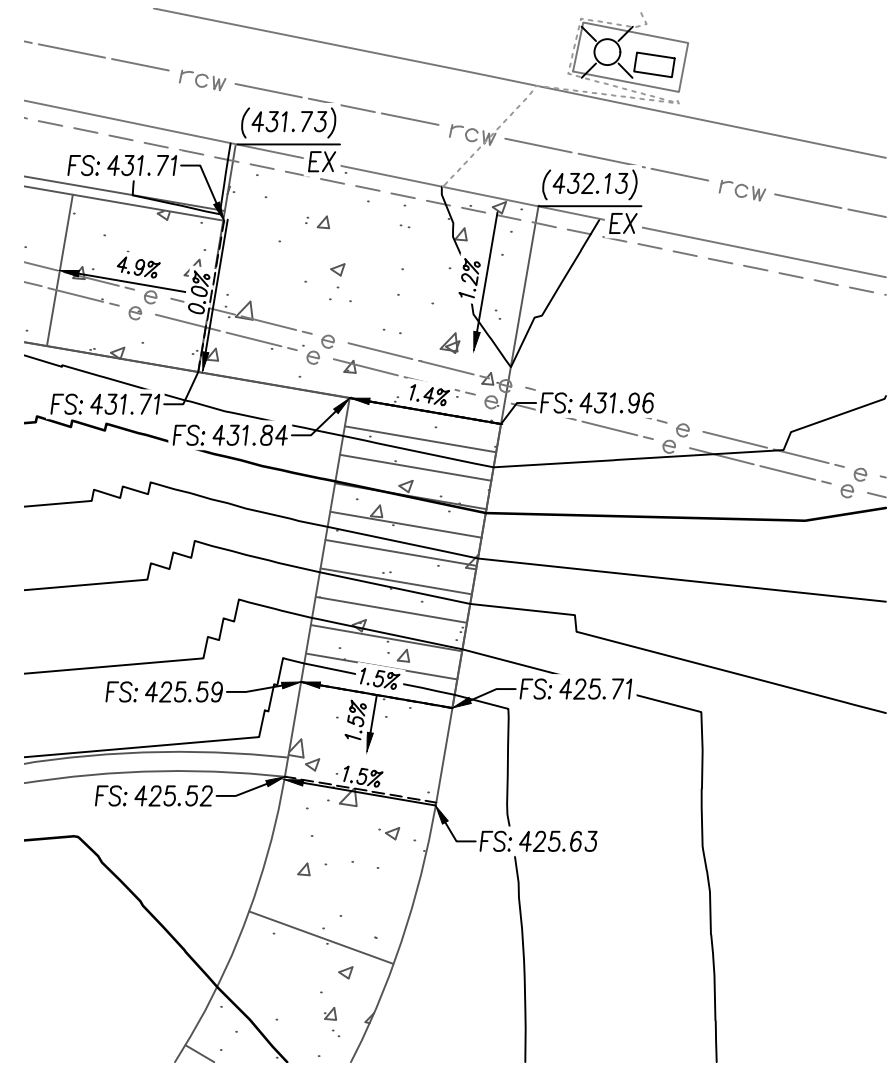 rcw
(431.73)
EX
rcw
FS: 431.71
(432.13)
EX
rcw
4.9%
0.0%
1.2%
e
e
e
e
e
e
FS: 431.71
1.4%
FS: 431.96
FS: 431.84
e
e
e
e
FS: 425.59
1.5%
FS: 425.71
1.5%
1.5%
FS: 425.52
FS: 425.63